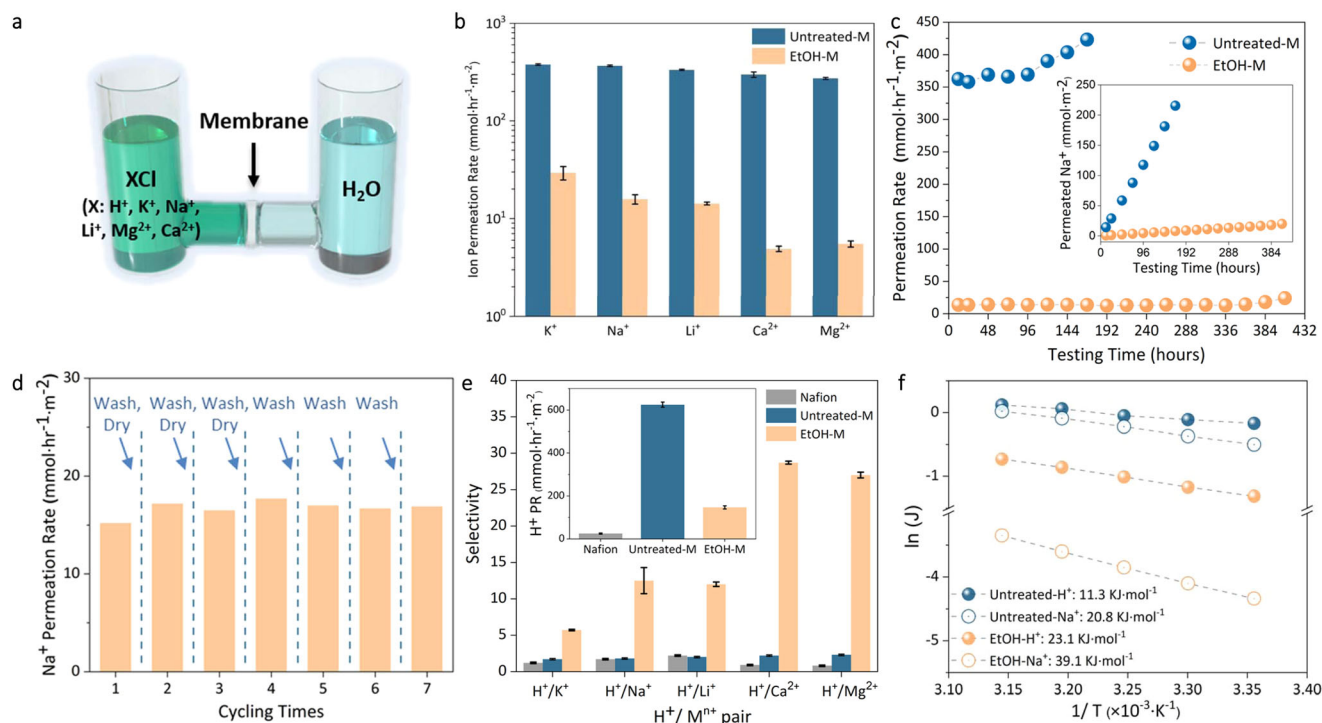 a
Membrane
XCl
(X: H⁺, K⁺, Na⁺,
Li⁺, Mg²⁺, Ca²⁺)
H₂O
b
Ion Permeation Rate (mmol·hr⁻¹·m⁻²)
10³
10²
10¹
10⁰
Untreated-M
EtOH-M
K⁺ Na⁺ Li⁺ Ca²⁺ Mg²⁺
c
Permeation Rate (mmol·hr⁻¹·m⁻²)
450
400
350
300
250
200
150
100
50
0
Untreated-M
EtOH-M
Permeated Na⁺ (mmol·m⁻²)
250
200
150
100
50
0
0 96 192 288 384
Testing Time (hours)
0 48 96 144 192 240 288 336 384 432
Testing Time (hours)
d
Na⁺ Permeation Rate (mmol·hr⁻¹·m⁻²)
30
20
10
0
Wash, Wash, Wash, Wash Wash Wash
Dry Dry Dry
1 2 3 4 5 6 7
Cycling Times
e
Selectivity
40
35
30
25
20
15
10
5
0
H⁺ PR (mmol·hr⁻¹·m⁻²)
600
400
200
0
Nafion Untreated-M EtOH-M
Nafion
Untreated-M
EtOH-M
H⁺/K⁺ H⁺/Na⁺ H⁺/Li⁺ H⁺/Ca²⁺ H⁺/Mg²⁺
H⁺/ Mⁿ⁺ pair
f
ln (J)
0
-1
-4
-5
Untreated-H⁺: 11.3 KJ·mol⁻¹
Untreated-Na⁺: 20.8 KJ·mol⁻¹
EtOH-H⁺: 23.1 KJ·mol⁻¹
EtOH-Na⁺: 39.1 KJ·mol⁻¹
3.10 3.15 3.20 3.25 3.30 3.35 3.40
1/ T (×10⁻³·K⁻¹)